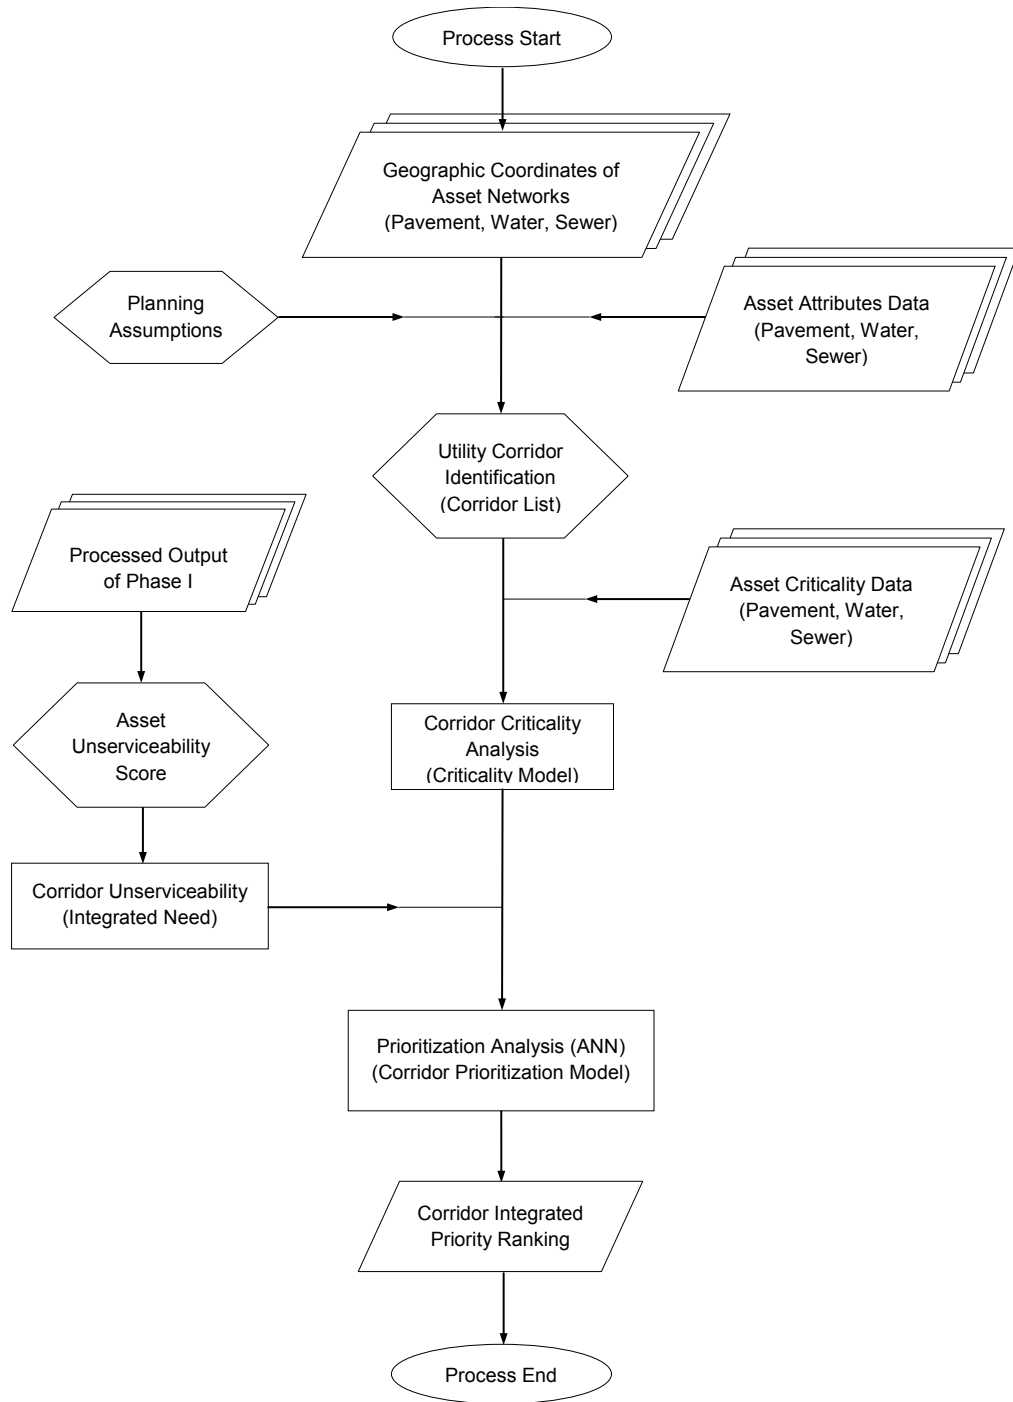 Process Start
Geographic Coordinates of
Asset Networks
(Pavement, Water, Sewer)
Planning
Assumptions
Asset Attributes Data
(Pavement, Water,
Sewer)
Utility Corridor
Identification
(Corridor List)
Processed Output
of Phase I
Asset Criticality Data
(Pavement, Water,
Sewer)
Asset
Unserviceability
Score
Corridor Criticality
Analysis
(Criticality Model)
Corridor Unserviceability
(Integrated Need)
Prioritization Analysis (ANN)
(Corridor Prioritization Model)
Corridor Integrated
Priority Ranking
Process End